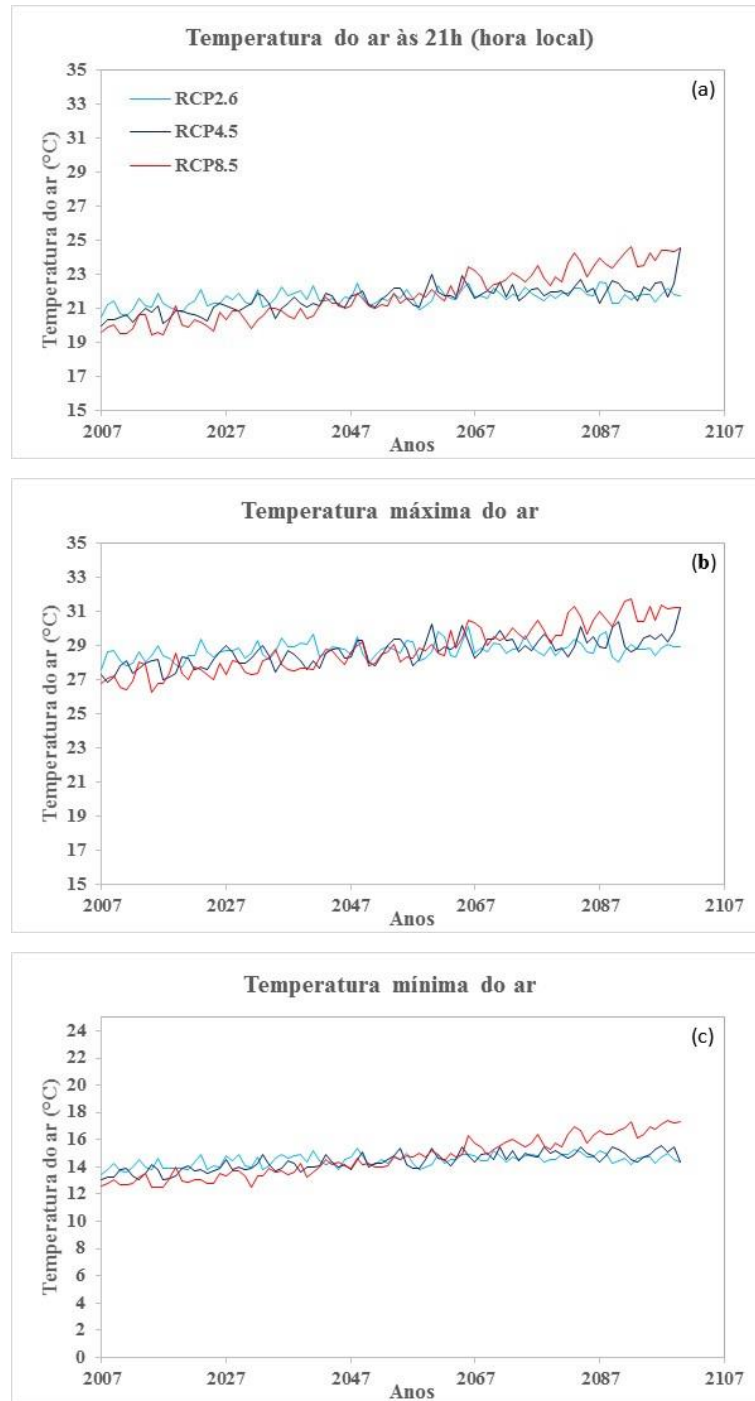 Temperatura do ar às 21h (hora local)
(a)
RCP2.6
RCP4.5
RCP8.5
Temperatura do ar (°C)
35
33
31
29
27
25
23
21
19
17
15
2007 2027 2047 2067 2087 2107
Anos
Temperatura máxima do ar
(b)
Temperatura do ar (°C)
35
33
31
29
27
25
23
21
19
17
15
2007 2027 2047 2067 2087 2107
Anos
Temperatura mínima do ar
(c)
Temperatura do ar (°C)
24
22
20
18
16
14
12
10
8
6
4
2
0
2007 2027 2047 2067 2087 2107
Anos